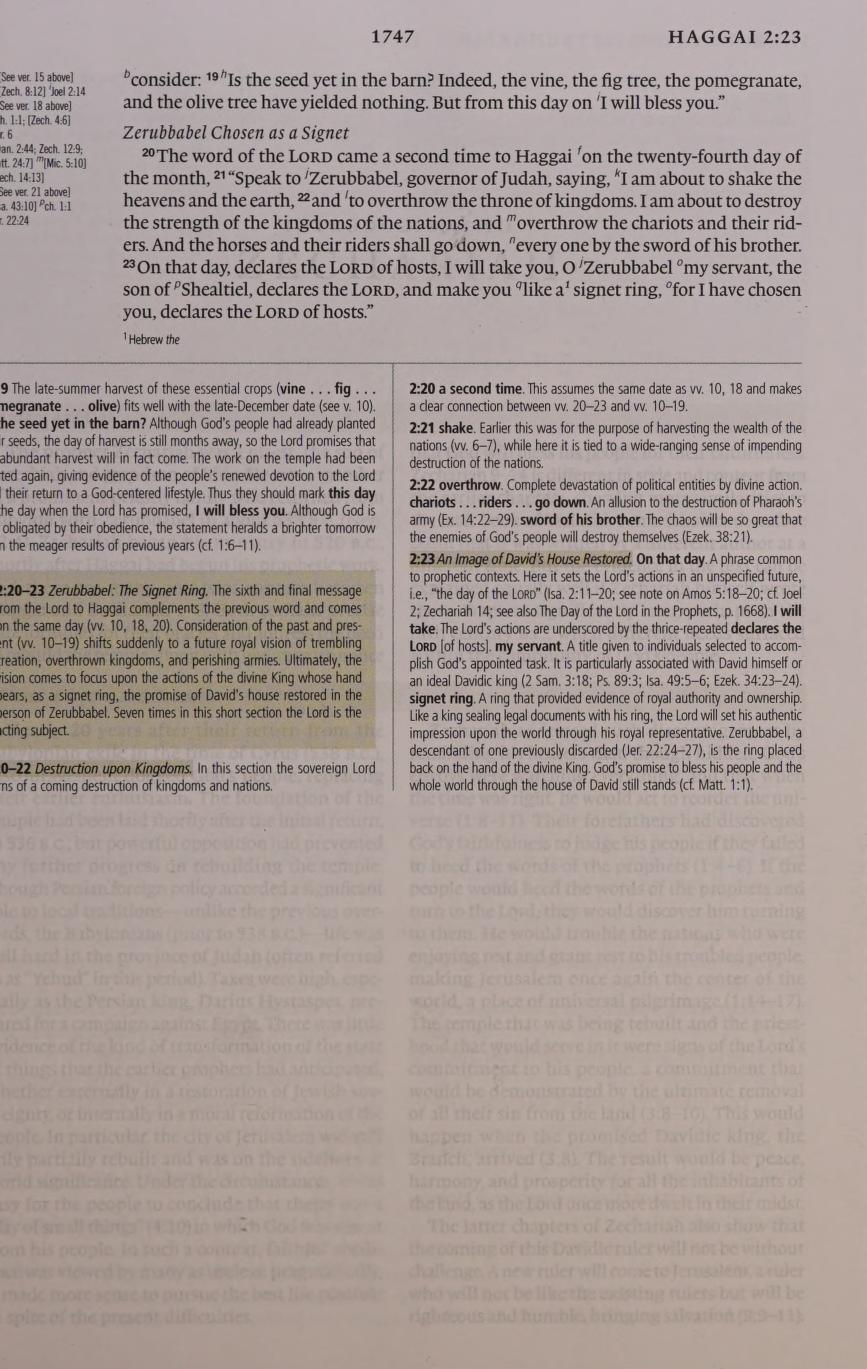 1747 HAGGAI 2:23
See ver. 15 above]
[Zech. 8:12] iJoel 2:14
See ver. 18 above]
h. 1:1; [Zech. 4:6]
r. 6
an. 2:44; Zech. 12:9;
tt. 24:7] m[Mic. 5:10]
ech. 14:13]
See ver. 21 above]
a. 43:10] pch. 1:1
r. 22:24
bconsider: 19 hIs the seed yet in the barn? Indeed, the vine, the fig tree, the pomegranate,
and the olive tree have yielded nothing. But from this day on iI will bless you.”
Zerubbabel Chosen as a Signet
20 The word of the LORD came a second time to Haggai fon the twenty-fourth day of
the month, 21 “Speak to jZerubbabel, governor of Judah, saying, kI am about to shake the
heavens and the earth, 22 and lto overthrow the throne of kingdoms. I am about to destroy
the strength of the kingdoms of the nations, and moverthrow the chariots and their rid-
ers. And the horses and their riders shall go down, nevery one by the sword of his brother.
23 On that day, declares the LORD of hosts, I will take you, O jZerubbabel omy servant, the
son of pShealtiel, declares the LORD, and make you qlike a1 signet ring, ofor I have chosen
you, declares the LORD of hosts.”
1 Hebrew the
9 The late-summer harvest of these essential crops (vine . . . fig . . .
megranate . . . olive) fits well with the late-December date (see v. 10).
he seed yet in the barn? Although God’s people had already planted
r seeds, the day of harvest is still months away, so the Lord promises that
abundant harvest will in fact come. The work on the temple had been
ted again, giving evidence of the people’s renewed devotion to the Lord
their return to a God-centered lifestyle. Thus they should mark this day
he day when the Lord has promised, I will bless you. Although God is
obligated by their obedience, the statement heralds a brighter tomorrow
n the meager results of previous years (cf. 1:6–11).
2:20–23 Zerubbabel: The Signet Ring. The sixth and final message
rom the Lord to Haggai complements the previous word and comes
on the same day (vv. 10, 18, 20). Consideration of the past and pres-
ent (vv. 10–19) shifts suddenly to a future royal vision of trembling
creation, overthrown kingdoms, and perishing armies. Ultimately, the
vision comes to focus upon the actions of the divine King whose hand
bears, as a signet ring, the promise of David’s house restored in the
person of Zerubbabel. Seven times in this short section the Lord is the
acting subject.
0–22 Destruction upon Kingdoms. In this section the sovereign Lord
rns of a coming destruction of kingdoms and nations.
2:20 a second time. This assumes the same date as vv. 10, 18 and makes
a clear connection between vv. 20–23 and vv. 10–19.
2:21 shake. Earlier this was for the purpose of harvesting the wealth of the
nations (vv. 6–7), while here it is tied to a wide-ranging sense of impending
destruction of the nations.
2:22 overthrow. Complete devastation of political entities by divine action.
chariots . . . riders . . . go down. An allusion to the destruction of Pharaoh’s
army (Ex. 14:22–29). sword of his brother. The chaos will be so great that
the enemies of God’s people will destroy themselves (Ezek. 38:21).
2:23 An Image of David’s House Restored. On that day. A phrase common
to prophetic contexts. Here it sets the Lord’s actions in an unspecified future,
i.e., “the day of the LORD” (Isa. 2:11–20; see note on Amos 5:18–20; cf. Joel
2; Zechariah 14; see also The Day of the Lord in the Prophets, p. 1668). I will
take. The Lord’s actions are underscored by the thrice-repeated declares the
LORD [of hosts]. my servant. A title given to individuals selected to accom-
plish God’s appointed task. It is particularly associated with David himself or
an ideal Davidic king (2 Sam. 3:18; Ps. 89:3; Isa. 49:5–6; Ezek. 34:23–24).
signet ring. A ring that provided evidence of royal authority and ownership.
Like a king sealing legal documents with his ring, the Lord will set his authentic
impression upon the world through his royal representative. Zerubbabel, a
descendant of one previously discarded (Jer. 22:24–27), is the ring placed
back on the hand of the divine King. God’s promise to bless his people and the
whole world through the house of David still stands (cf. Matt. 1:1).